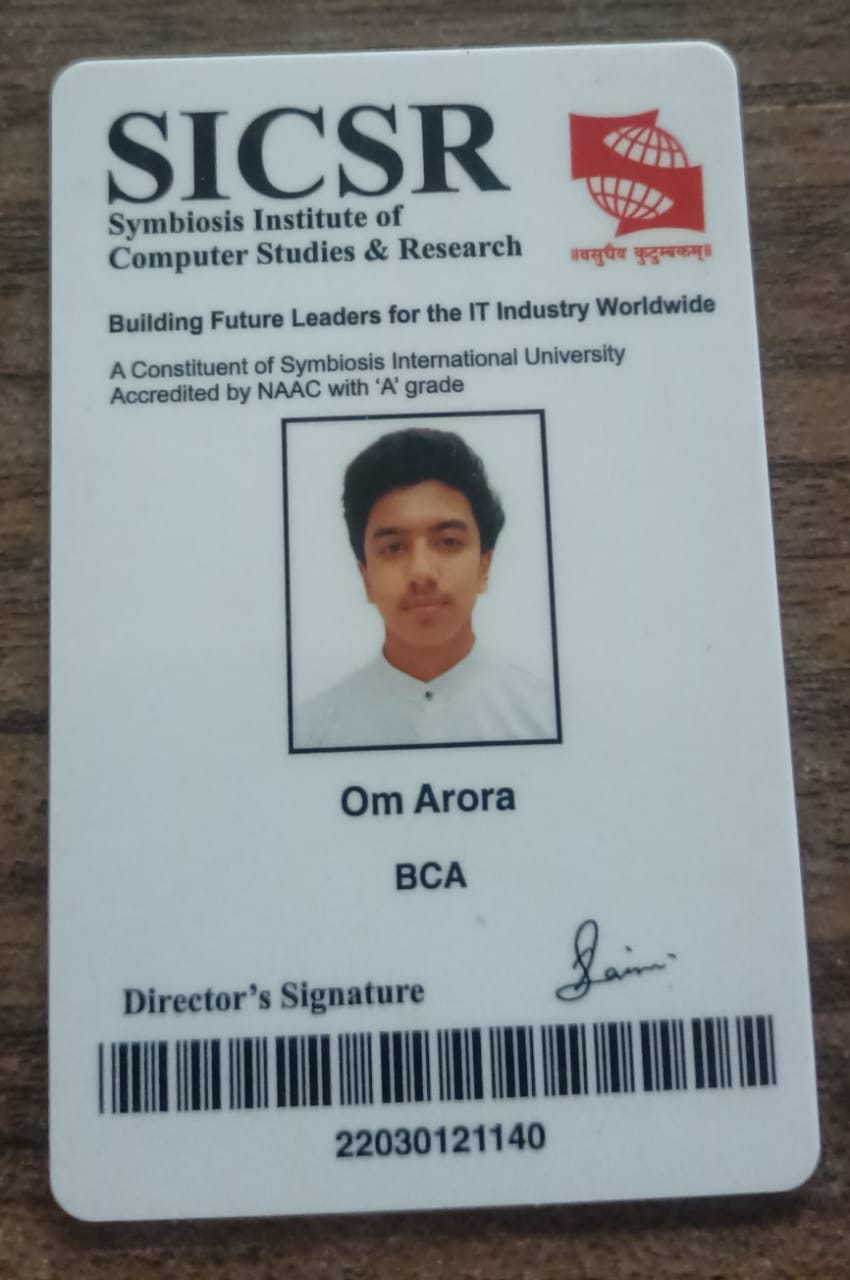 SICSR
Symbiosis Institute of
Computer Studies & Research
॥वसुधैव कुटुम्बकम्॥
Building Future Leaders for the IT Industry Worldwide
A Constituent of Symbiosis International University
Accredited by NAAC with ‘A’ grade
Om Arora
BCA
Director’s Signature
22030121140